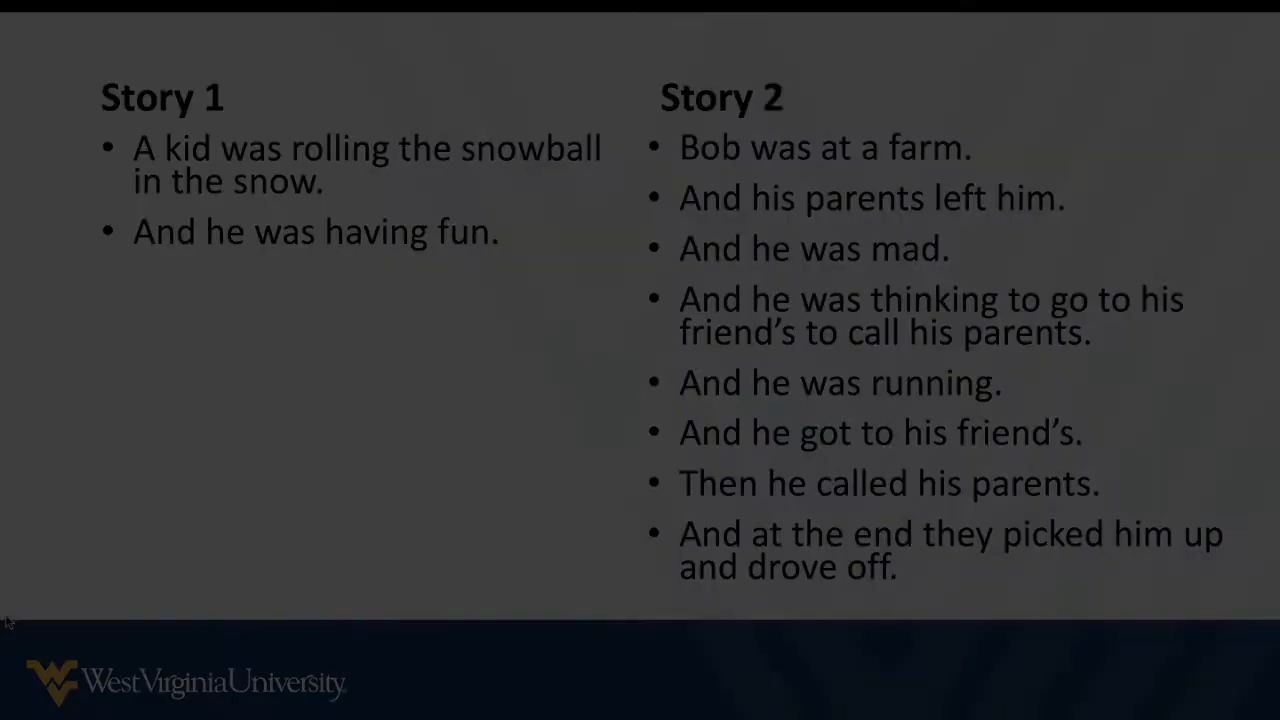 Story 1
• A kid was rolling the snowball
in the snow.
• And he was having fun.
Story 2
• Bob was at a farm.
• And his parents left him.
• And he was mad.
• And he was thinking to go to his
friend’s to call his parents.
• And he was running.
• And he got to his friend’s.
• Then he called his parents.
• And at the end they picked him up
and drove off.
WestVirginiaUniversity